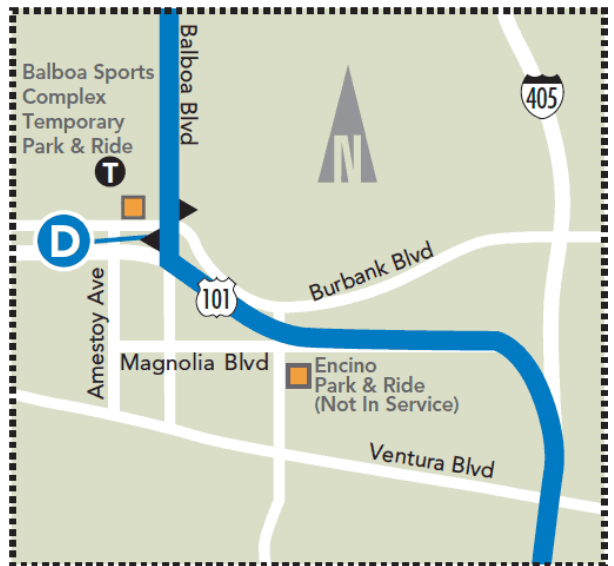 Balboa Sports
Complex
Temporary
Park & Ride
T
Balboa Blvd
405
N
D
101
Burbank Blvd
Amestoy Ave
Magnolia Blvd
Encino
Park & Ride
(Not In Service)
Ventura Blvd